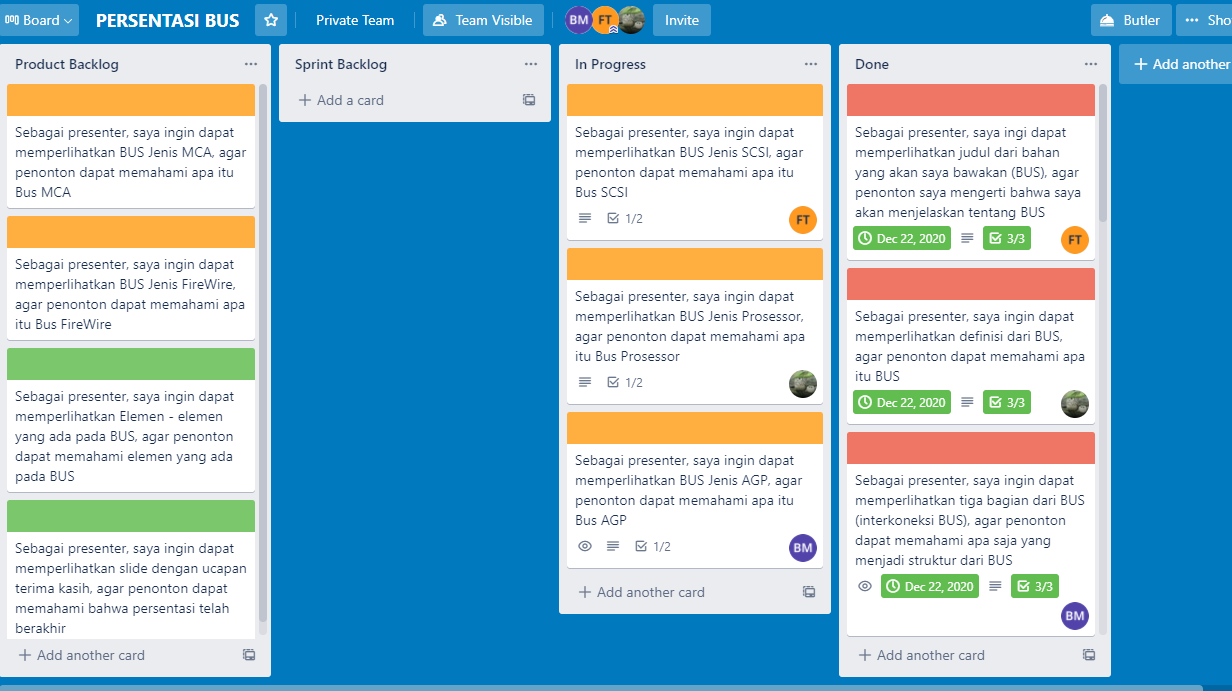 Board
PERSENTASI BUS
Private Team
Team Visible
BM
FT
Invite
Butler
Sho
Product Backlog
Sebagai presenter, saya ingin dapat
memperlihatkan BUS Jenis MCA, agar
penonton dapat memahami apa itu
Bus MCA
Sebagai presenter, saya ingin dapat
memperlihatkan BUS Jenis FireWire,
agar penonton dapat memahami apa
itu Bus FireWire
Sebagai presenter, saya ingin dapat
memperlihatkan Elemen - elemen
yang ada pada BUS, agar penonton
dapat memahami elemen yang ada
pada BUS
Sebagai presenter, saya ingin dapat
memperlihatkan slide dengan ucapan
terima kasih, agar penonton dapat
memahami bahwa persentasi telah
berakhir
+ Add another card
Sprint Backlog
+ Add a card
In Progress
Sebagai presenter, saya ingin dapat
memperlihatkan BUS Jenis SCSI, agar
penonton dapat memahami apa itu
Bus SCSI
1/2
FT
Sebagai presenter, saya ingin dapat
memperlihatkan BUS Jenis Prosessor,
agar penonton dapat memahami apa
itu Bus Prosessor
1/2
Sebagai presenter, saya ingin dapat
memperlihatkan BUS Jenis AGP, agar
penonton dapat memahami apa itu
Bus AGP
1/2
BM
+ Add another card
Done
Sebagai presenter, saya ingi dapat
memperlihatkan judul dari bahan
yang akan saya bawakan (BUS), agar
penonton saya mengerti bahwa saya
akan menjelaskan tentang BUS
Dec 22, 2020
3/3
FT
Sebagai presenter, saya ingin dapat
memperlihatkan definisi dari BUS,
agar penonton dapat memahami apa
itu BUS
Dec 22, 2020
3/3
Sebagai presenter, saya ingin dapat
memperlihatkan tiga bagian dari BUS
(interkoneksi BUS), agar penonton
dapat memahami apa saja yang
menjadi struktur dari BUS
Dec 22, 2020
3/3
BM
+ Add another card
+ Add another